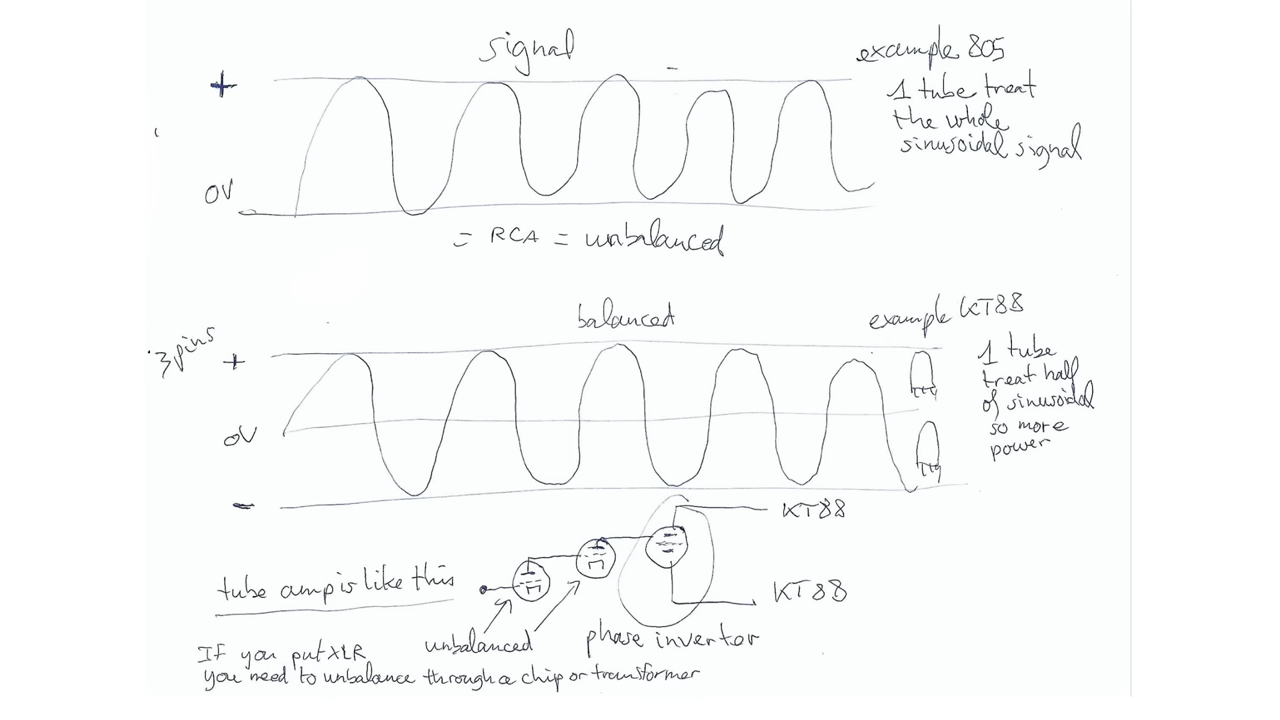 signal
example 805
+
1 tube treat
the whole
sinusoidal signal
0V
= RCA = unbalanced
balanced
example KT88
3 pins
+
1 tube
treat half
of sinusoidal
so more
power
0V
-
KT88
tube amp is like this
KT88
unbalanced
phase invertor
If you put XLR
you need to unbalance through a chip or transformer